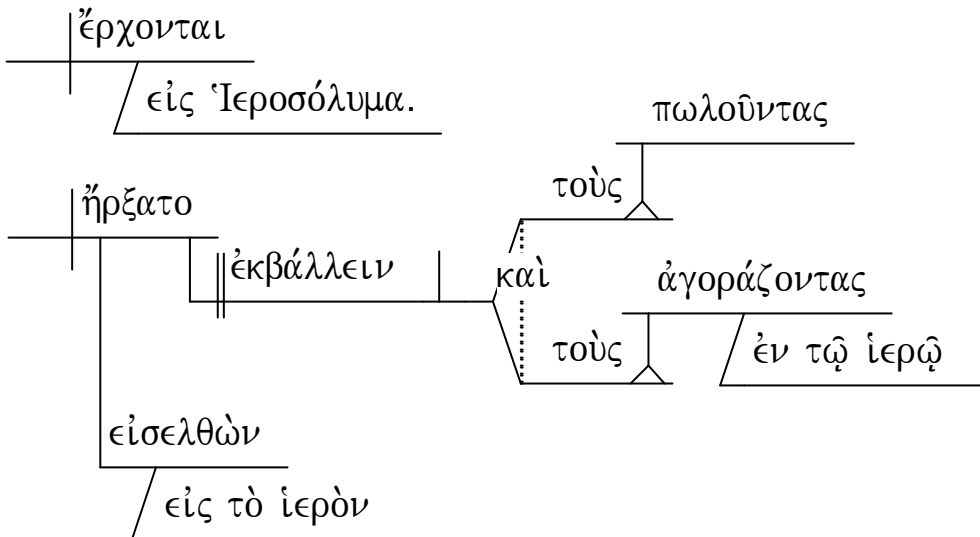 ἔρχονται
εἰς Ἱεροσόλυμα.
πωλοῦντας
τοὺς
ἤρξατο
ἐκβάλλειν
καὶ
ἀγοράζοντας
τοὺς
ἐν τῷ ἱερῷ
εἰσελθὼν
εἰς τὸ ἱερὸν